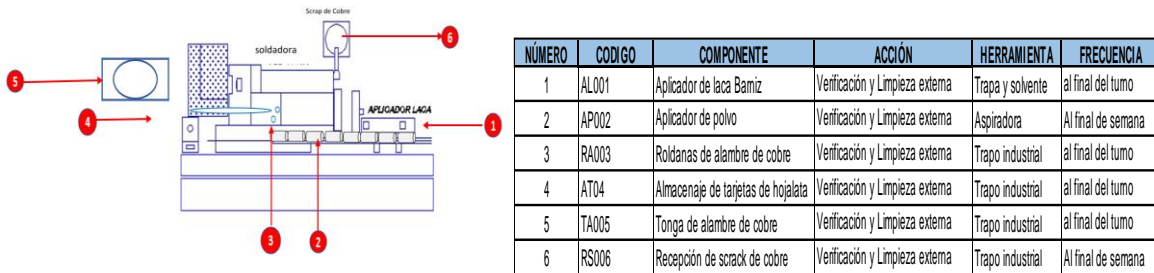 Scrap de Cobre
6
soldadora
5
4
APLICADOR LACA
1
3
2
NÚMERO CODIGO COMPONENTE ACCIÓN HERRAMIENTA FRECUENCIA
1 AL001 Aplicador de laca Barniz Verificación y Limpieza externa Trapa y solvente al final del turno
2 AP002 Aplicador de polvo Verificación y Limpieza externa Aspiradora Al final de semana
3 RA003 Roldanas de alambre de cobre Verificación y Limpieza externa Trapo industrial al final del turno
4 AT04 Almacenaje de tarjetas de hojalata Verificación y Limpieza externa Trapo industrial al final del turno
5 TA005 Tonga de alambre de cobre Verificación y Limpieza externa Trapo industrial al final del turno
6 RS006 Recepción de scrack de cobre Verificación y Limpieza externa Trapo industrial Al final de semana